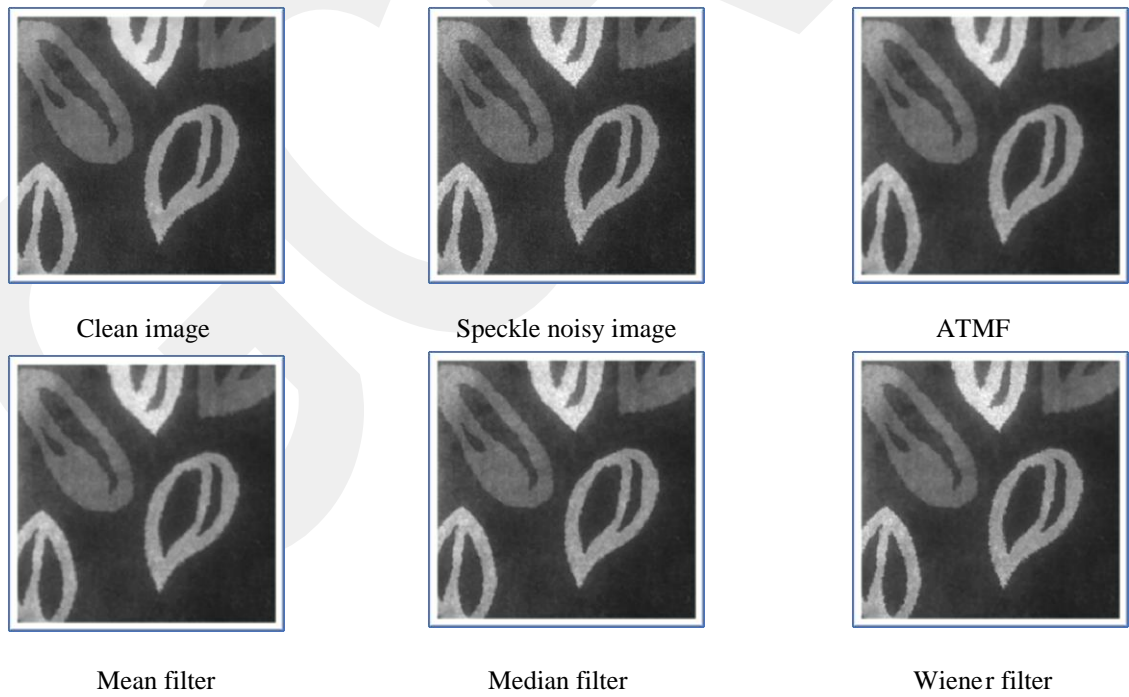 Clean image
Speckle noisy image
ATMF
Mean filter
Median filter
Wiener filter